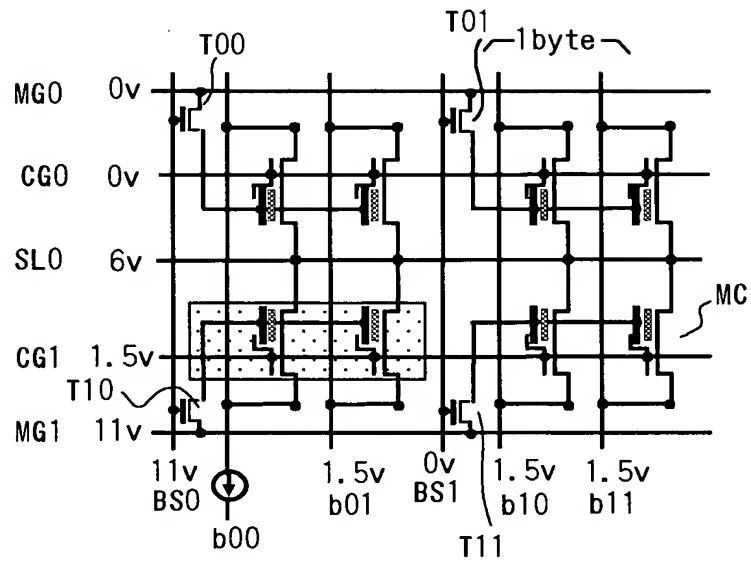 T00
T01
1byte
MG0 0v
CG0 0v
SL0 6v
MC
CG1 1.5v
T10
MG1 11v
11v 1.5v 0v 1.5v 1.5v
BS0 b01 BS1 b10 b11
b00
T11